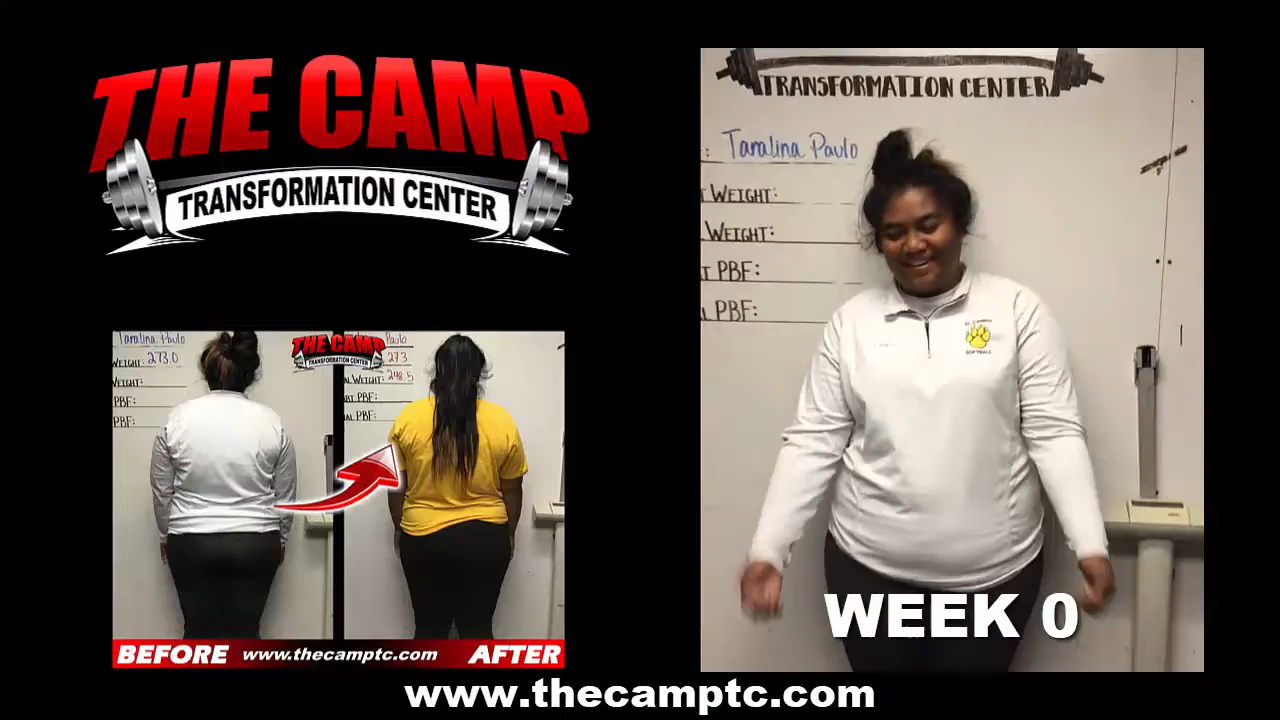 THE CAMP
TRANSFORMATION CENTER
TRANSFORMATION CENTER
: Taralina Paulo
T WEIGHT:
WEIGHT:
PBF:
PBF:
WEEK 0
Taralina Paulo
WEIGHT: 273.0
WEIGHT:
PBF:
PBF:
THE CAMP
TRANSFORMATION CENTER
Paulo
273
WEIGHT: 248.5
PBF:
PBF:
BEFORE www.thecamptc.com AFTER
www.thecamptc.com